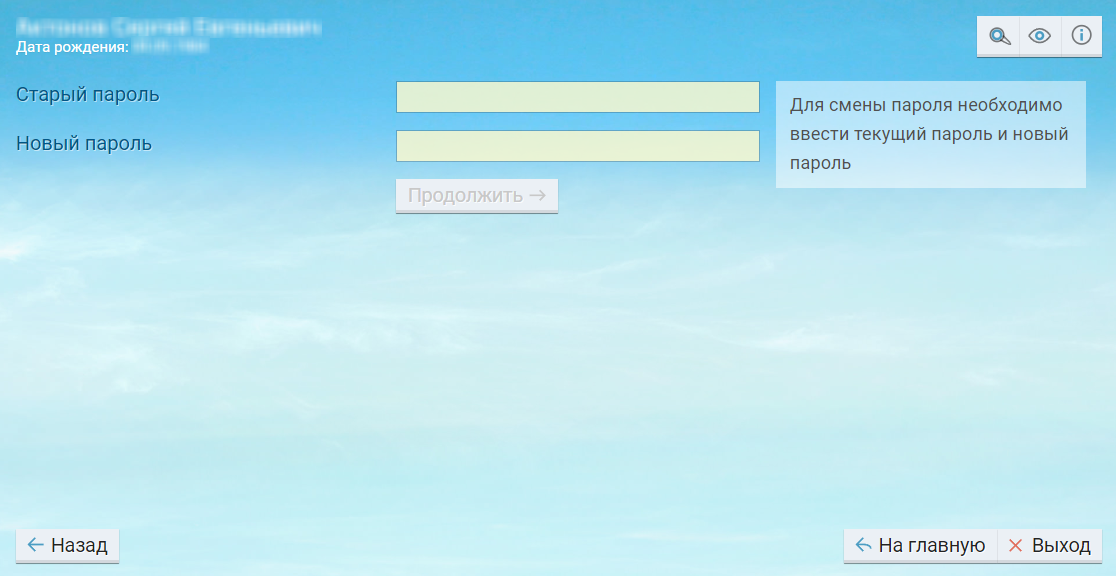 Дата рождения:
Старый пароль
Новый пароль
Для смены пароля необходимо
ввести текущий пароль и новый
пароль
Продолжить →
← Назад
На главную
Выход